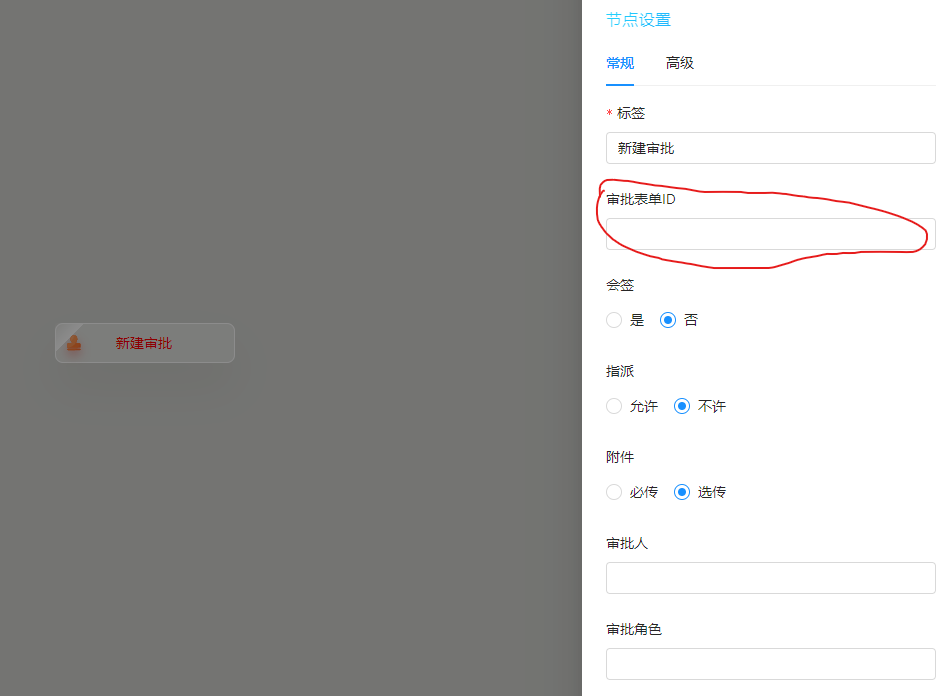 节点设置
常规 高级
* 标签
新建审批
审批表单ID
会签
是 否
指派
允许 不许
附件
必传 选传
审批人
审批角色
新建审批